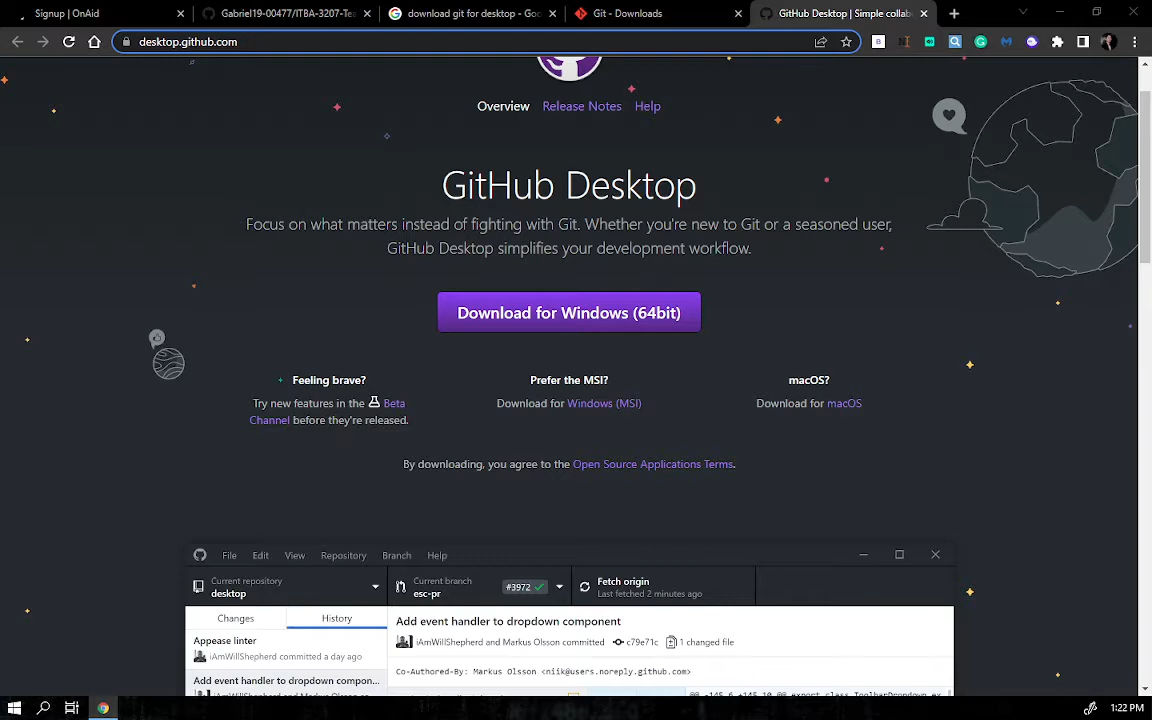 Signup | OnAid
Gabriel19-00477/ITBA-3207-Tea
download git for desktop - Goo
Git - Downloads
GitHub Desktop | Simple collab
desktop.github.com
Overview Release Notes Help
GitHub Desktop
Focus on what matters instead of fighting with Git. Whether you're new to Git or a seasoned user,
GitHub Desktop simplifies your development workflow.
Download for Windows (64bit)
Feeling brave?
Try new features in the Beta
Channel before they're released.
Prefer the MSI?
Download for Windows (MSI)
macOS?
Download for macOS
By downloading, you agree to the Open Source Applications Terms.
File Edit View Repository Branch Help
Current repository
desktop
Current branch
esc-pr
#3972
Fetch origin
Last fetched 2 minutes ago
Changes
History
Appease linter
iAmWillShepherd committed a day ago
Add event handler to dropdown compon...
Add event handler to dropdown component
iAmWillShepherd and Markus Olsson committed
c79e71c
1 changed file
Co-Authored-By: Markus Olsson <niik@users.noreply.github.com>
1:22 PM